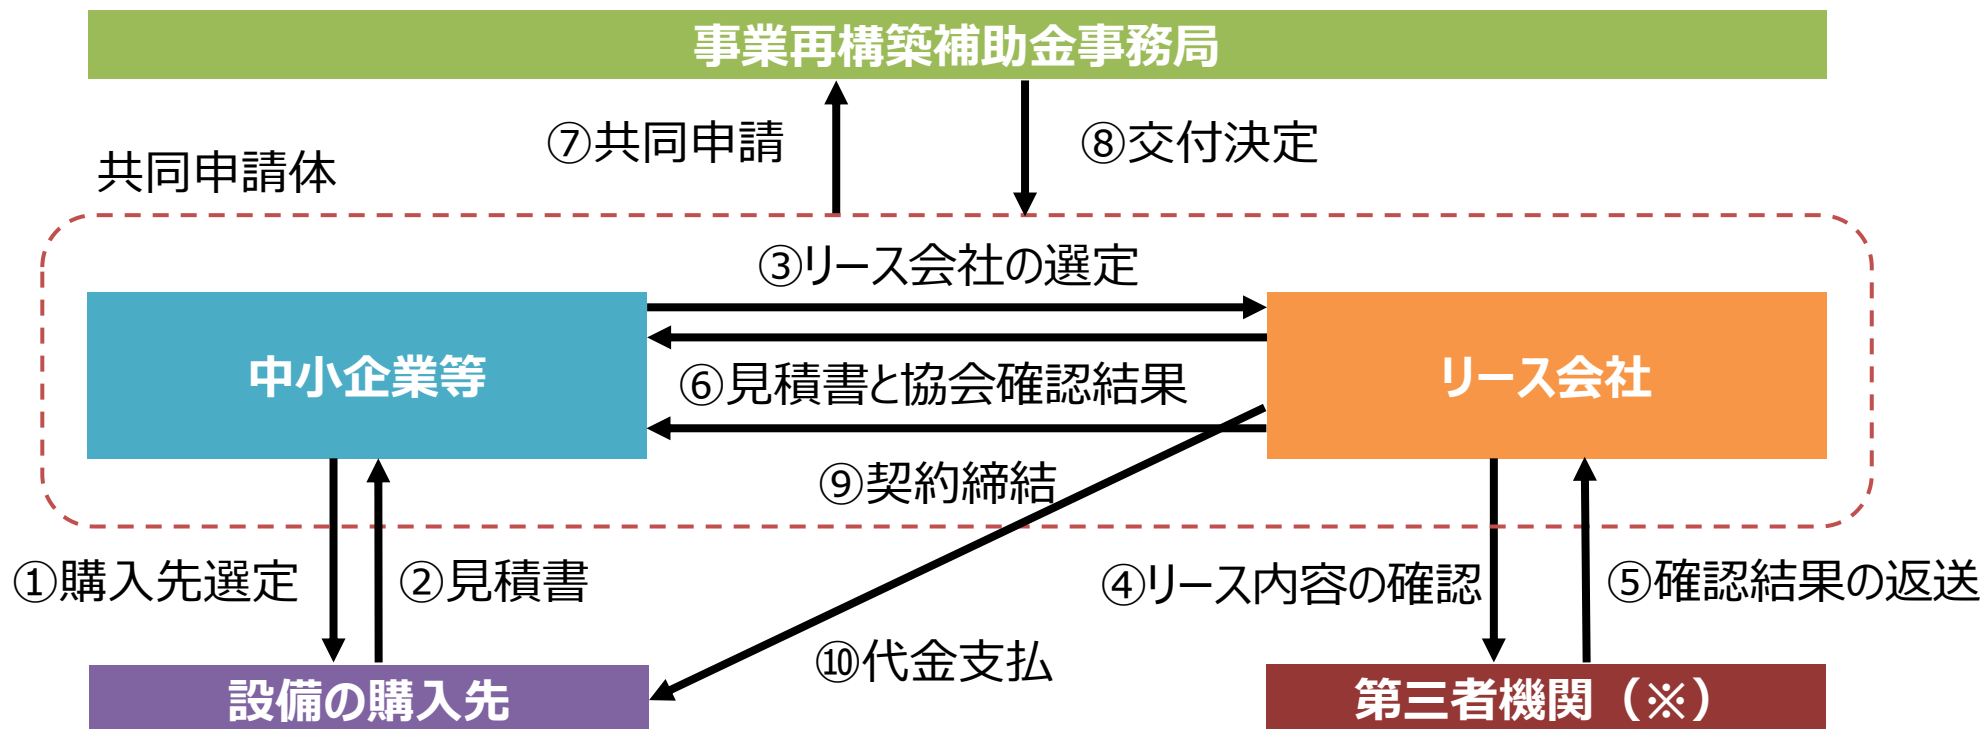 事業再構築補助金事務局
⑦共同申請
⑧交付決定
共同申請体
③リース会社の選定
中小企業等
リース会社
⑥見積書と協会確認結果
⑨契約締結
①購入先選定
②見積書
④リース内容の確認
⑤確認結果の返送
⑩代金支払
設備の購入先
第三者機関（※）